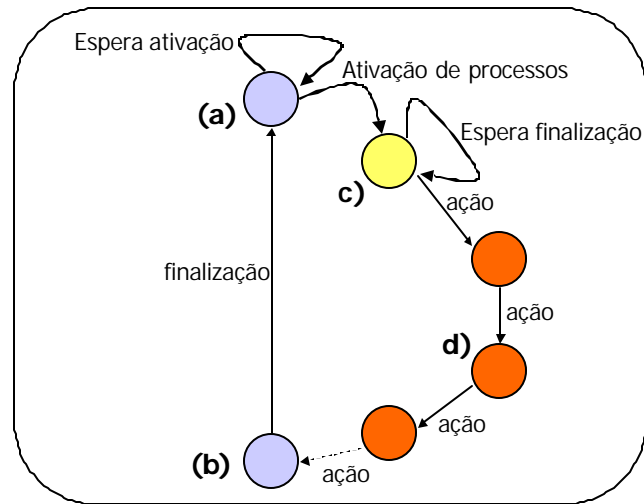 Espera ativação
Ativação de processos
(a)
Espera finalização
c)
ação
finalização
ação
d)
ação
(b)
ação